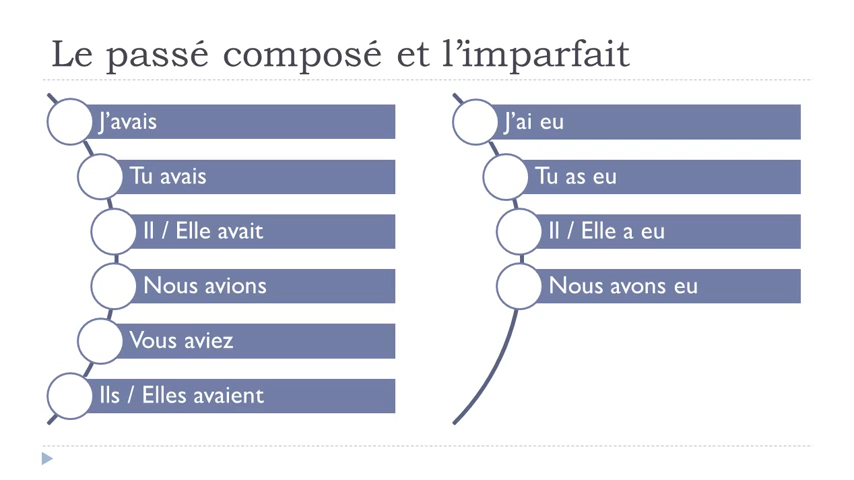 Le passé composé et l’imparfait
J’avais
Tu avais
Il / Elle avait
Nous avions
Vous aviez
Ils / Elles avaient
J’ai eu
Tu as eu
Il / Elle a eu
Nous avons eu